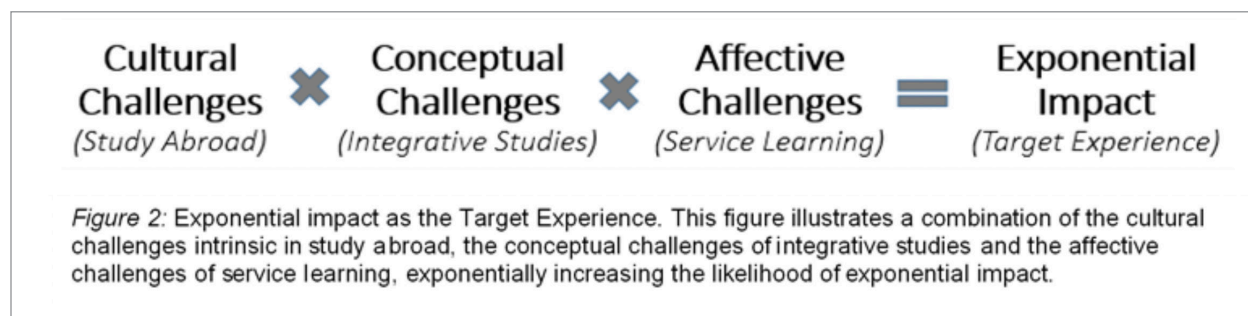 Cultural Challenges
(Study Abroad)
Conceptual Challenges
(Integrative Studies)
Affective Challenges
(Service Learning)
Exponential Impact
(Target Experience)
Figure 2: Exponential impact as the Target Experience. This figure illustrates a combination of the cultural
challenges intrinsic in study abroad, the conceptual challenges of integrative studies and the affective
challenges of service learning, exponentially increasing the likelihood of exponential impact.